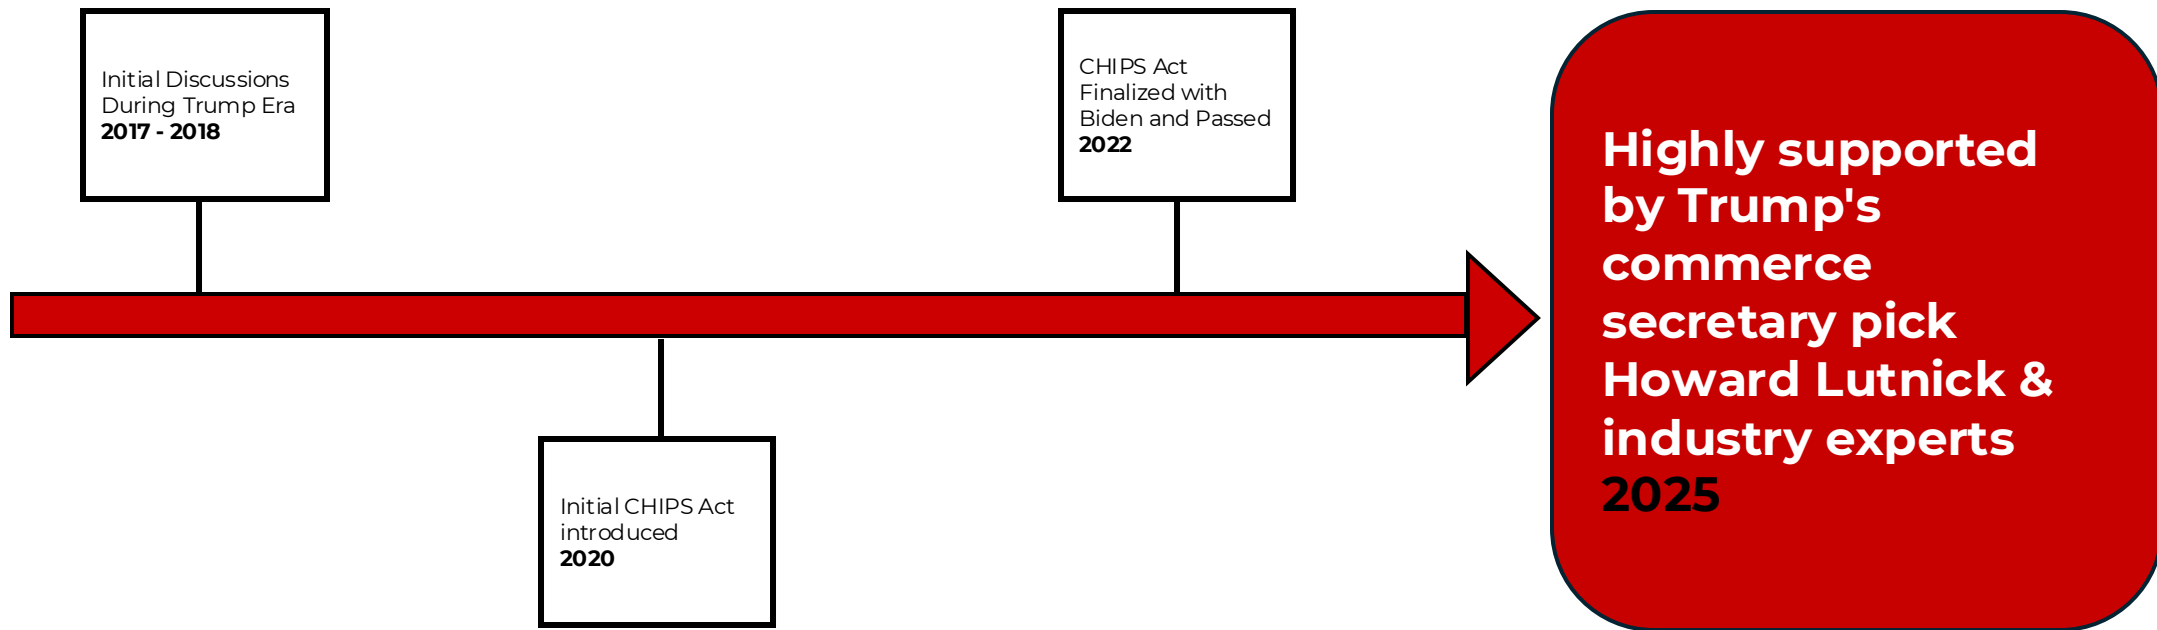 Initial Discussions
During Trump Era
2017 - 2018
CHIPS Act
Finalized with
Biden and Passed
2022
Initial CHIPS Act
introduced
2020
Highly supported
by Trump's
commerce
secretary pick
Howard Lutnick &
industry experts
2025